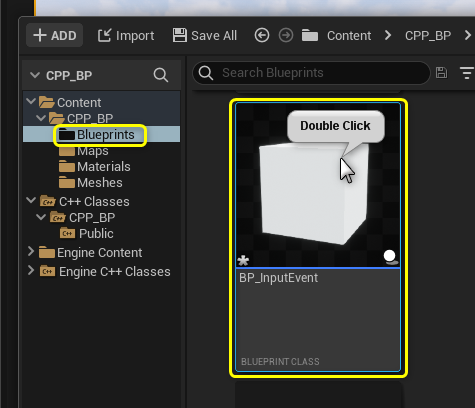 ADD
Import
Save All
Content
CPP_BP
CPP_BP
Search Blueprints
Content
CPP_BP
Blueprints
Maps
Materials
Meshes
C++ Classes
CPP_BP
Public
Engine Content
Engine C++ Classes
Double Click
BP_InputEvent
BLUEPRINT CLASS